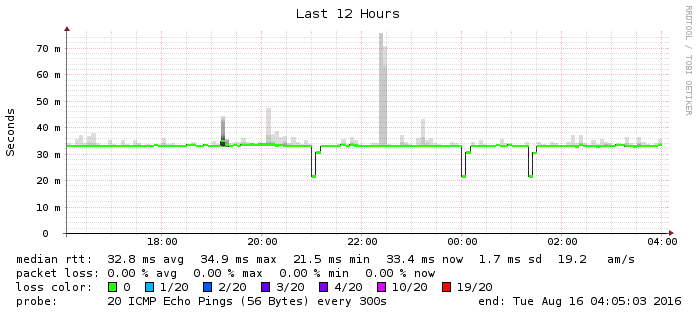 Last 12 Hours
RRDTOOL / TOBI OETIKER
Seconds
70 m
60 m
50 m
40 m
30 m
20 m
10 m
0
18:00 20:00 22:00 00:00 02:00 04:00
median rtt: 32.8 ms avg 34.9 ms max 21.5 ms min 33.4 ms now 1.7 ms sd 19.2 am/s
packet loss: 0.00 % avg 0.00 % max 0.00 % min 0.00 % now
loss color: 0 1/20 2/20 3/20 4/20 10/20 19/20
probe: 20 ICMP Echo Pings (56 Bytes) every 300s end: Tue Aug 16 04:05:03 2016